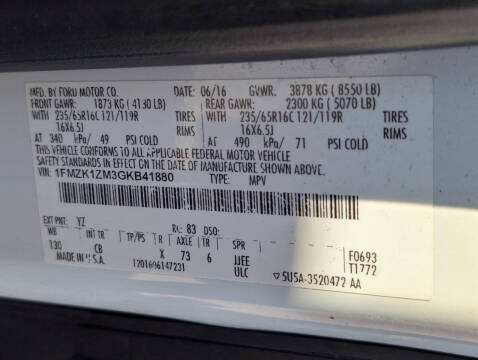 MFD. BY FORD MOTOR CO. DATE: 06/16 GVWR: 3878 KG ( 8550 LB)
FRONT GAWR: 1873 KG ( 4130 LB) REAR GAWR: 2300 KG ( 5070 LB)
WITH 235/65R16C 121/119R TIRES WITH 235/65R16C 121/119R TIRES
16X6.5J RIMS 16X6.5J RIMS
AT 340 kPa/ 49 PSI COLD AT 490 kPa/ 71 PSI COLD
THIS VEHICLE CONFORMS TO ALL APPLICABLE FEDERAL MOTOR VEHICLE
SAFETY STANDARDS IN EFFECT ON THE DATE OF MANUFACTURE SHOWN ABOVE.
VIN: 1FMZK1ZM3GKB41880 TYPE: MPV
EXT PNT: YZ RC: 83 DSO:
WB INT TR TP/PS R AXLE TR SPR
130 CB X 73 6 JJEE F0693
MADE IN U.S.A. ULC T1772
▽5U5A-3520472 AA